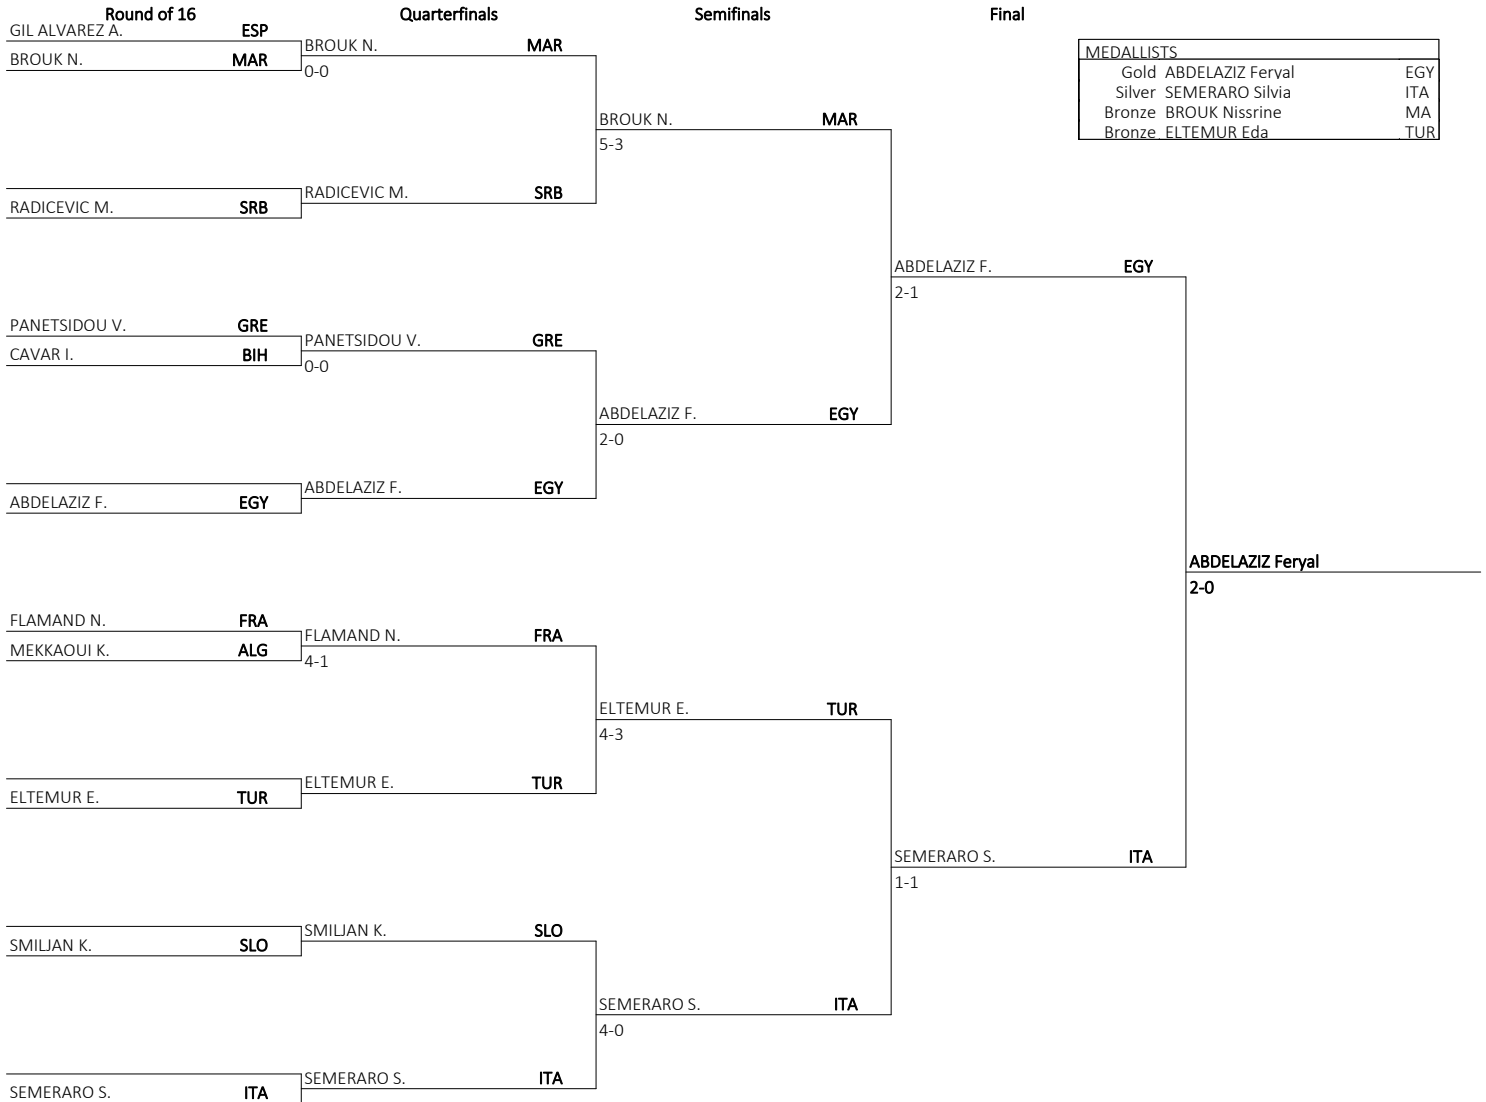 Round of 16 Quarterfinals Semifinals Final
GIL ALVAREZ A. ESP
BROUK N. MAR
BROUK N. MAR
0-0
MEDALLISTS
Gold ABDELAZIZ Feryal EGY
Silver SEMERARO Silvia ITA
Bronze BROUK Nissrine MA
Bronze ELTEMUR Eda TUR
BROUK N. MAR
5-3
RADICEVIC M. SRB
RADICEVIC M. SRB
ABDELAZIZ F. EGY
2-1
PANETSIDOU V. GRE
CAVAR I. BIH
PANETSIDOU V. GRE
0-0
ABDELAZIZ F. EGY
2-0
ABDELAZIZ F. EGY
ABDELAZIZ F. EGY
ABDELAZIZ Feryal
2-0
FLAMAND N. FRA
MEKKAOUI K. ALG
FLAMAND N. FRA
4-1
ELTEMUR E. TUR
4-3
ELTEMUR E. TUR
ELTEMUR E. TUR
SEMERARO S. ITA
1-1
SMILJAN K. SLO
SMILJAN K. SLO
SEMERARO S. ITA
4-0
SEMERARO S. ITA
SEMERARO S. ITA